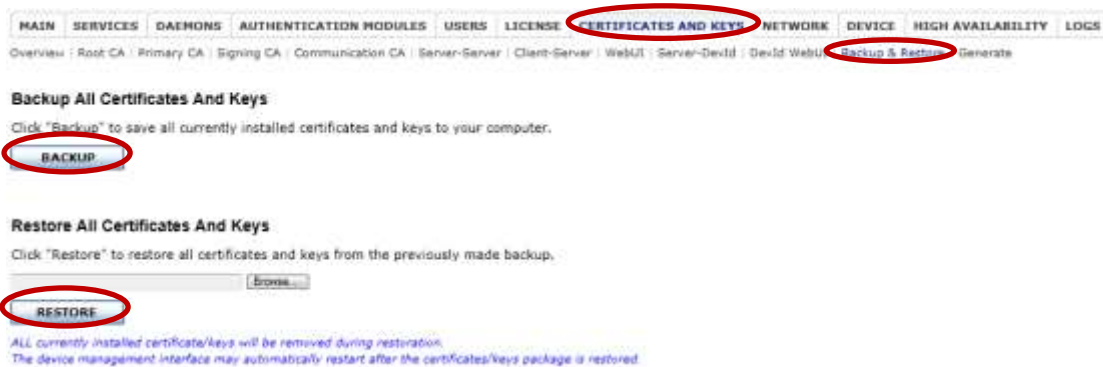 MAIN SERVICES DAEMONS AUTHENTICATION MODULES USERS LICENSE CERTIFICATES AND KEYS NETWORK DEVICE HIGH AVAILABILITY LOGS
Overview | Root CA | Primary CA | Signing CA | Communication CA | Server-Server | Client-Server | WebUI | Server-DevId | DevId WebUI | Backup & Restore | Generate
Backup All Certificates And Keys
Click "Backup" to save all currently installed certificates and keys to your computer.
BACKUP
Restore All Certificates And Keys
Click "Restore" to restore all certificates and keys from the previously made backup.
Browse...
RESTORE
ALL currently installed certificate/keys will be removed during restoration.
The device management interface may automatically restart after the certificates/keys package is restored.